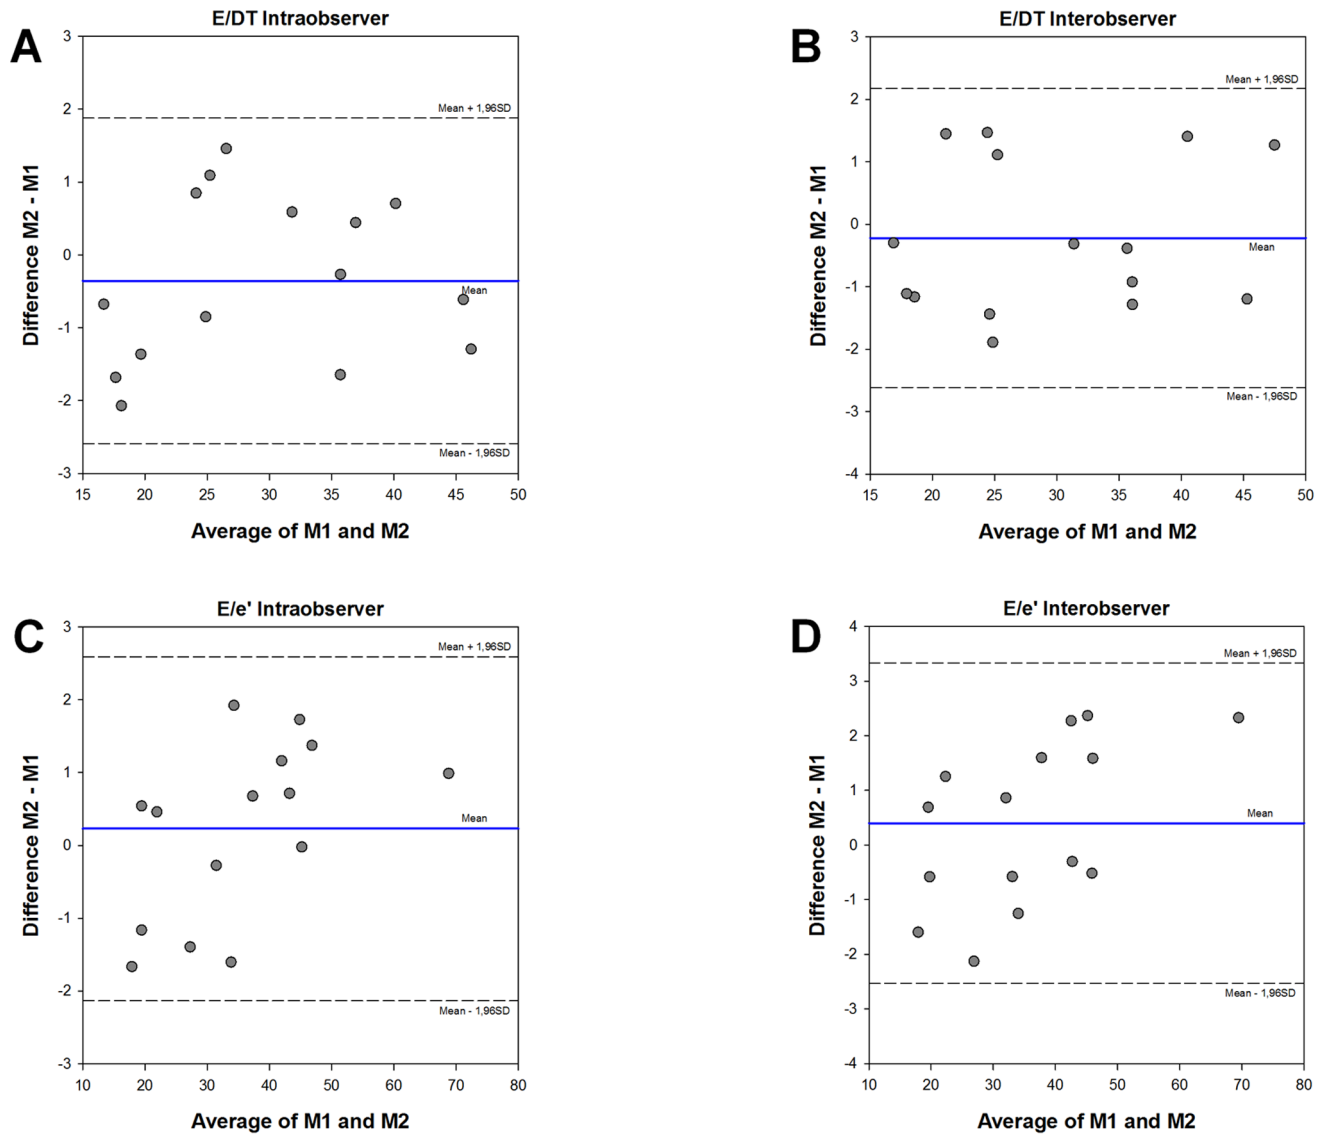 A
E/DT Intraobserver
Difference M2 - M1
3
2
1
0
-1
-2
-3
Mean + 1,96SD
Mean
Mean - 1,96SD
15 20 25 30 35 40 45 50
Average of M1 and M2
B
E/DT Interobserver
Difference M2 - M1
3
2
1
0
-1
-2
-3
-4
Mean + 1,96SD
Mean
Mean - 1,96SD
15 20 25 30 35 40 45 50
Average of M1 and M2
C
E/e' Intraobserver
Difference M2 - M1
3
2
1
0
-1
-2
-3
Mean + 1,96SD
Mean
Mean - 1,96SD
10 20 30 40 50 60 70 80
Average of M1 and M2
D
E/e' Interobserver
Difference M2 - M1
4
3
2
1
0
-1
-2
-3
-4
Mean + 1,96SD
Mean
Mean - 1,96SD
10 20 30 40 50 60 70 80
Average of M1 and M2